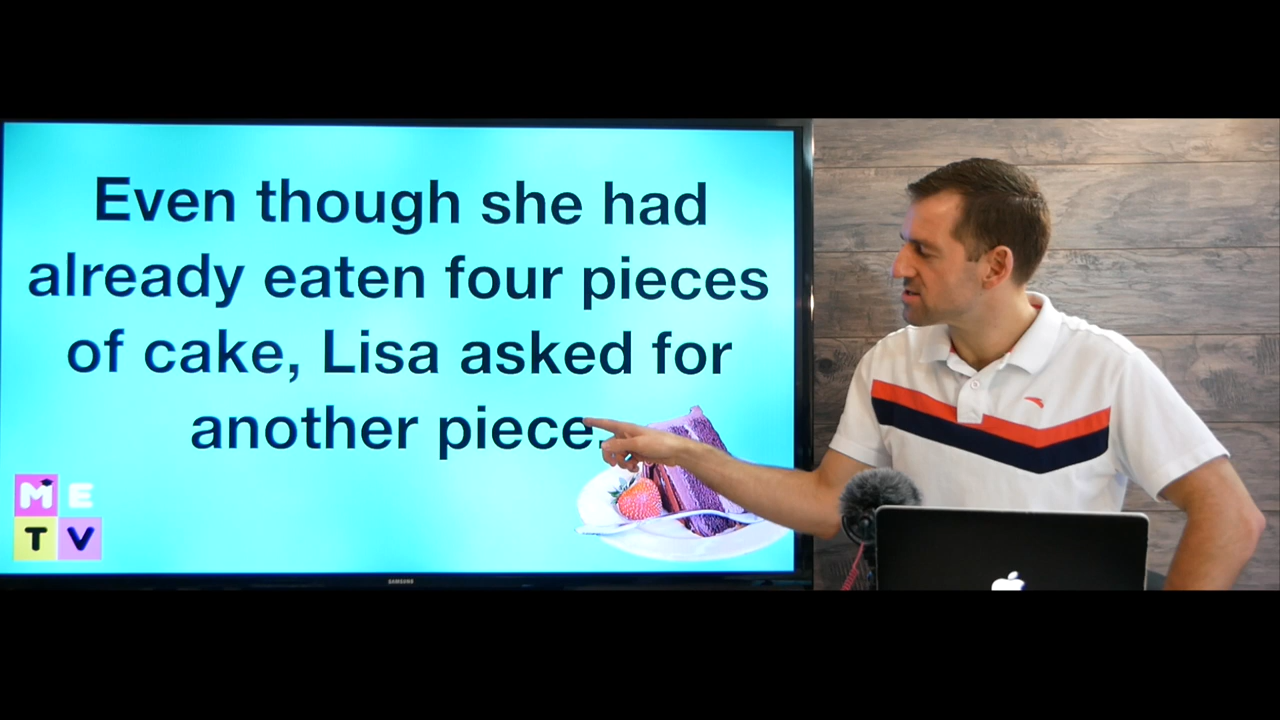 Even though she had
already eaten four pieces
of cake, Lisa asked for
another piece.
M E
T V
SAMSUNG